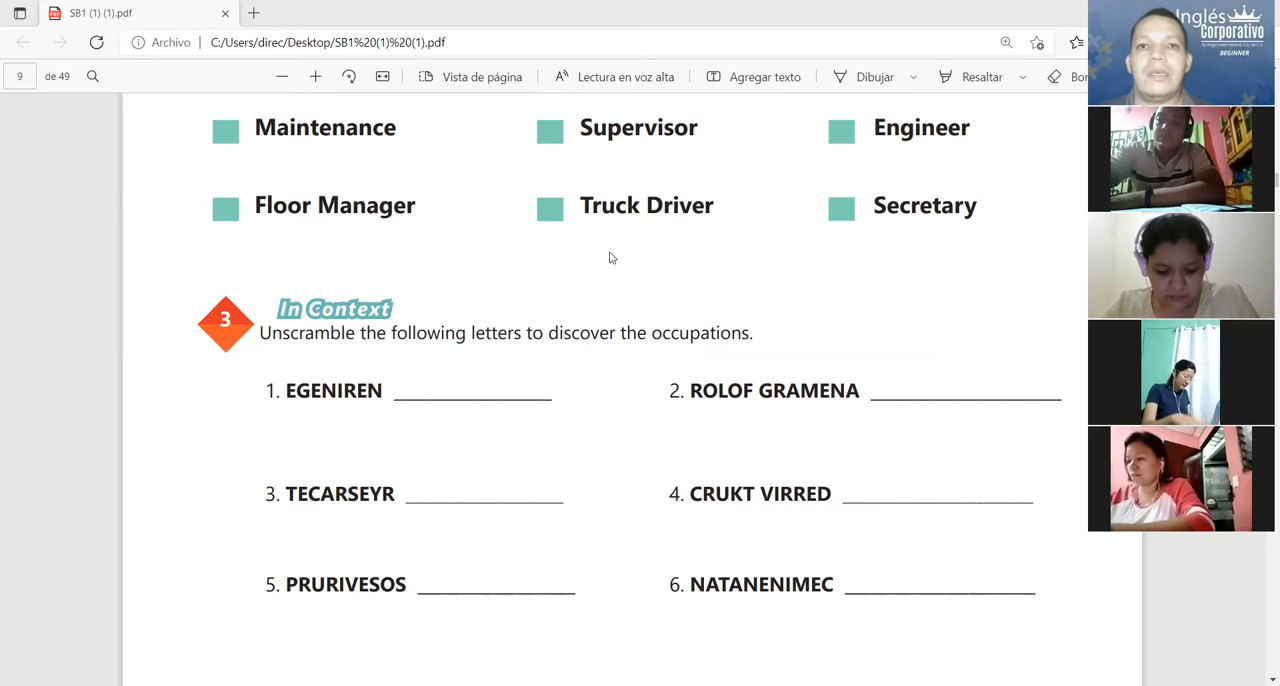 SB1 (1) (1).pdf
Archivo C:/Users/direc/Desktop/SB1%20(1)%20(1).pdf
9 de 49 Vista de página Lectura en voz alta Agregar texto Dibujar Resaltar Bor
Inglés
Corporativo
BEGINNER
Maintenance Supervisor Engineer
Floor Manager Truck Driver Secretary
3 In Context
Unscramble the following letters to discover the occupations.
1. EGENIREN 2. ROLOF GRAMENA
3. TECARSEYR 4. CRUKT VIRRED
5. PRURIVESOS 6. NATANENIMEC